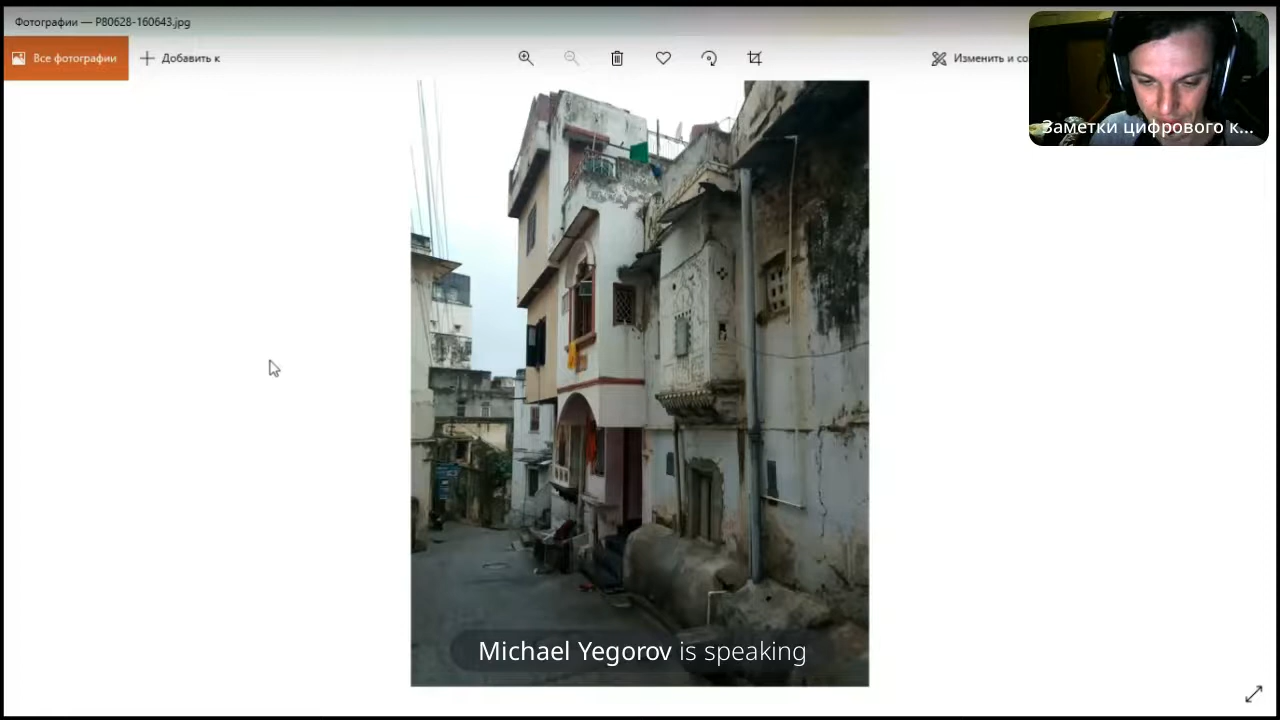 Фотографии — P80628-160643.jpg
Все фотографии
Добавить к
Изменить и со
Заметки цифрового к...
Michael Yegorov is speaking